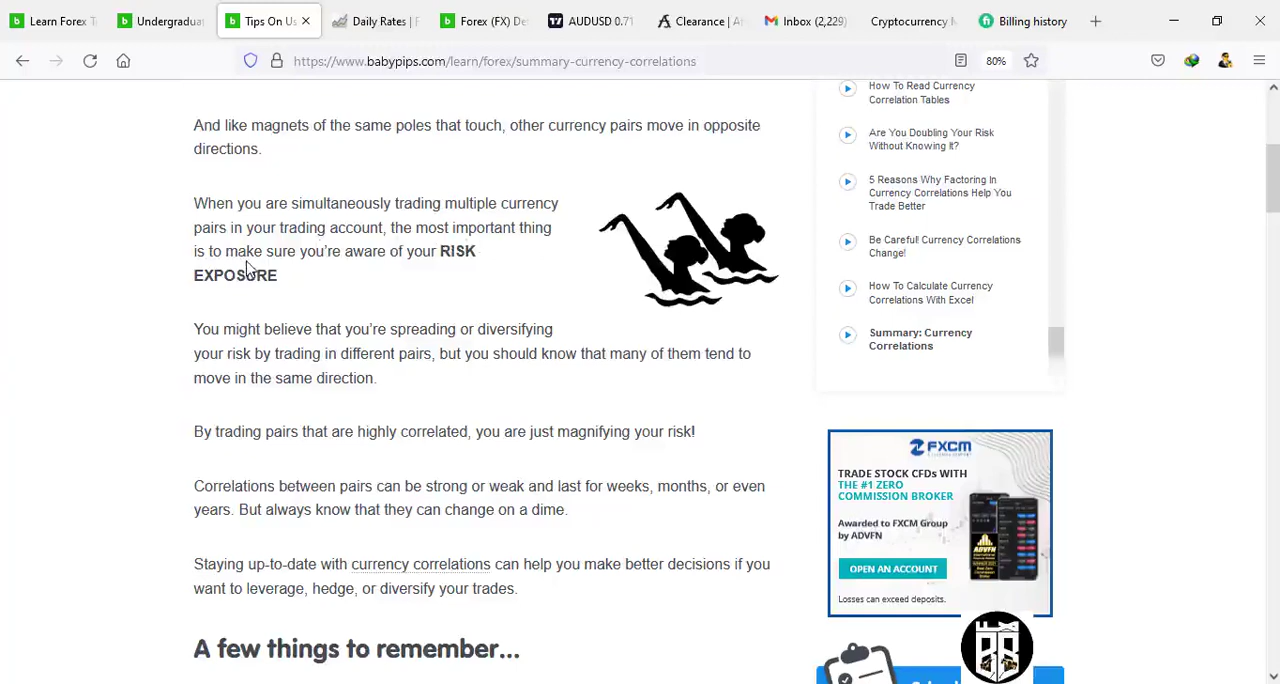 Learn Forex T
Undergradua
Tips On Us
Daily Rates | F
Forex (FX) De
AUDUSD 0.71
Clearance | A
Inbox (2,229)
Cryptocurrency N
Billing history
https://www.babypips.com/learn/forex/summary-currency-correlations
80%
And like magnets of the same poles that touch, other currency pairs move in opposite
directions.
When you are simultaneously trading multiple currency
pairs in your trading account, the most important thing
is to make sure you're aware of your RISK
EXPOSURE
You might believe that you're spreading or diversifying
your risk by trading in different pairs, but you should know that many of them tend to
move in the same direction.
By trading pairs that are highly correlated, you are just magnifying your risk!
Correlations between pairs can be strong or weak and last for weeks, months, or even
years. But always know that they can change on a dime.
Staying up-to-date with currency correlations can help you make better decisions if you
want to leverage, hedge, or diversify your trades.
A few things to remember...
How To Read Currency
Correlation Tables
Are You Doubling Your Risk
Without Knowing It?
5 Reasons Why Factoring In
Currency Correlations Help You
Trade Better
Be Careful! Currency Correlations
Change!
How To Calculate Currency
Correlations With Excel
Summary: Currency
Correlations
FXCM
TRADE STOCK CFDs WITH
THE #1 ZERO
COMMISSION BROKER
Awarded to FXCM Group
by ADVFN
OPEN AN ACCOUNT
Losses can exceed deposits.